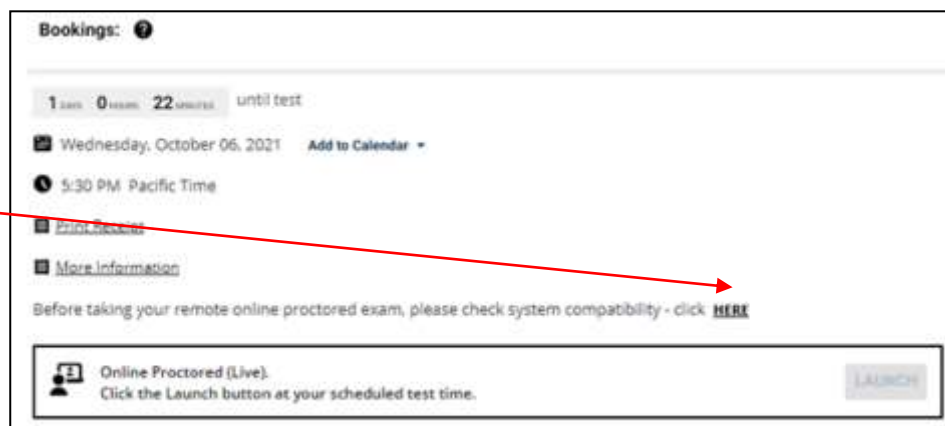 Bookings: ?
1 DAYS 0 HOURS 22 MINUTES until test
Wednesday, October 06, 2021 Add to Calendar
5:30 PM Pacific Time
Print Receipt
More Information
Before taking your remote online proctored exam, please check system compatibility - click HERE
Online Proctored (Live).
Click the Launch button at your scheduled test time.
LAUNCH